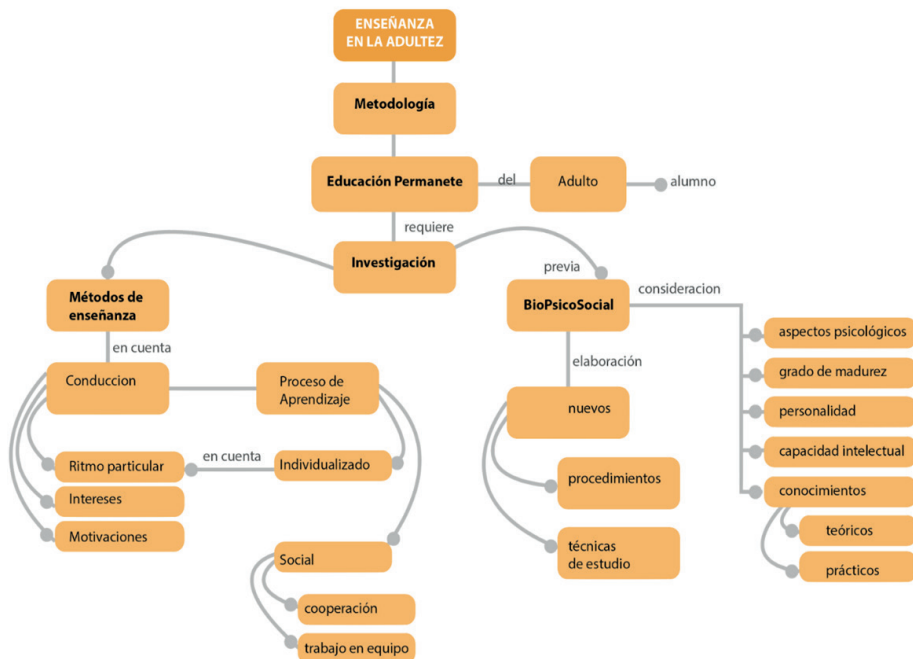 ENSEÑANZA
EN LA ADULTEZ
Metodología
Educación Permanete
del
Adulto
alumno
requiere
Investigación
previa
Métodos de
enseñanza
BioPsicoSocial
consideracion
en cuenta
elaboración
aspectos psicológicos
Conduccion
Proceso de
Aprendizaje
nuevos
grado de madurez
personalidad
capacidad intelectual
Ritmo particular
en cuenta
Individualizado
procedimientos
conocimientos
Intereses
teóricos
Motivaciones
Social
técnicas
de estudio
prácticos
cooperación
trabajo en equipo